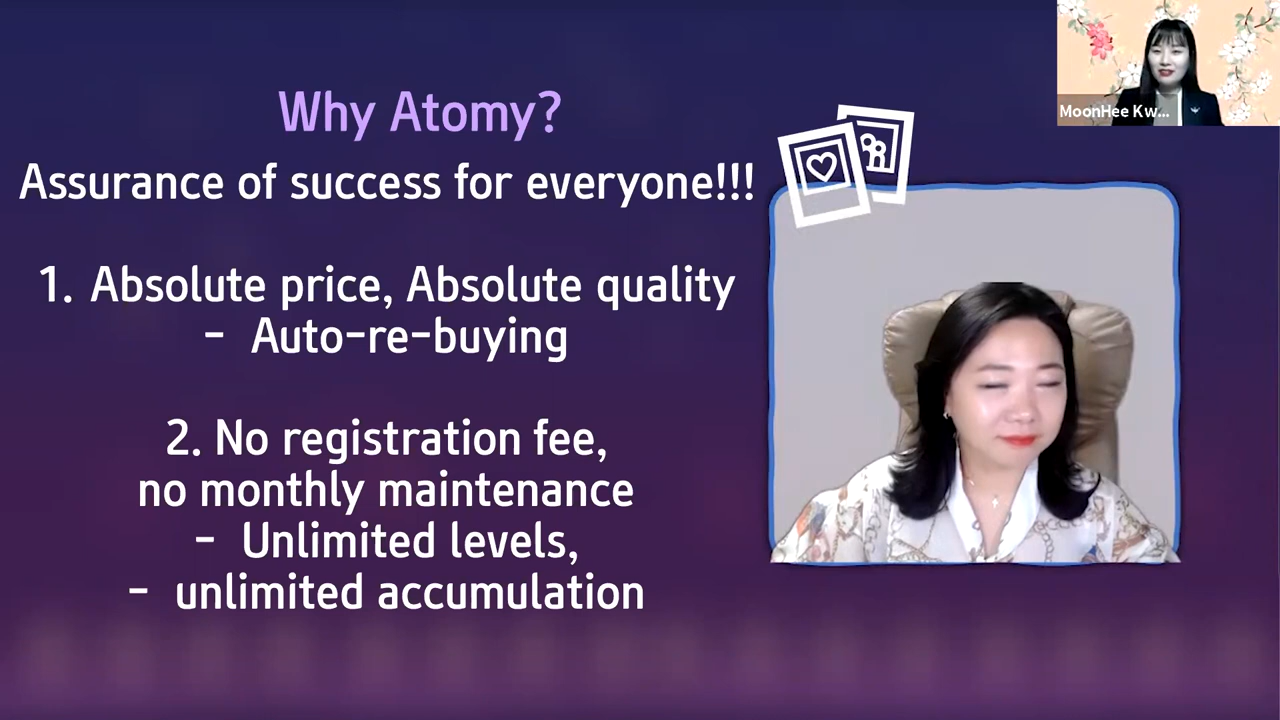 Why Atomy?
Assurance of success for everyone!!!
1. Absolute price, Absolute quality
- Auto-re-buying
2. No registration fee,
no monthly maintenance
- Unlimited levels,
- unlimited accumulation
MoonHee Kw...